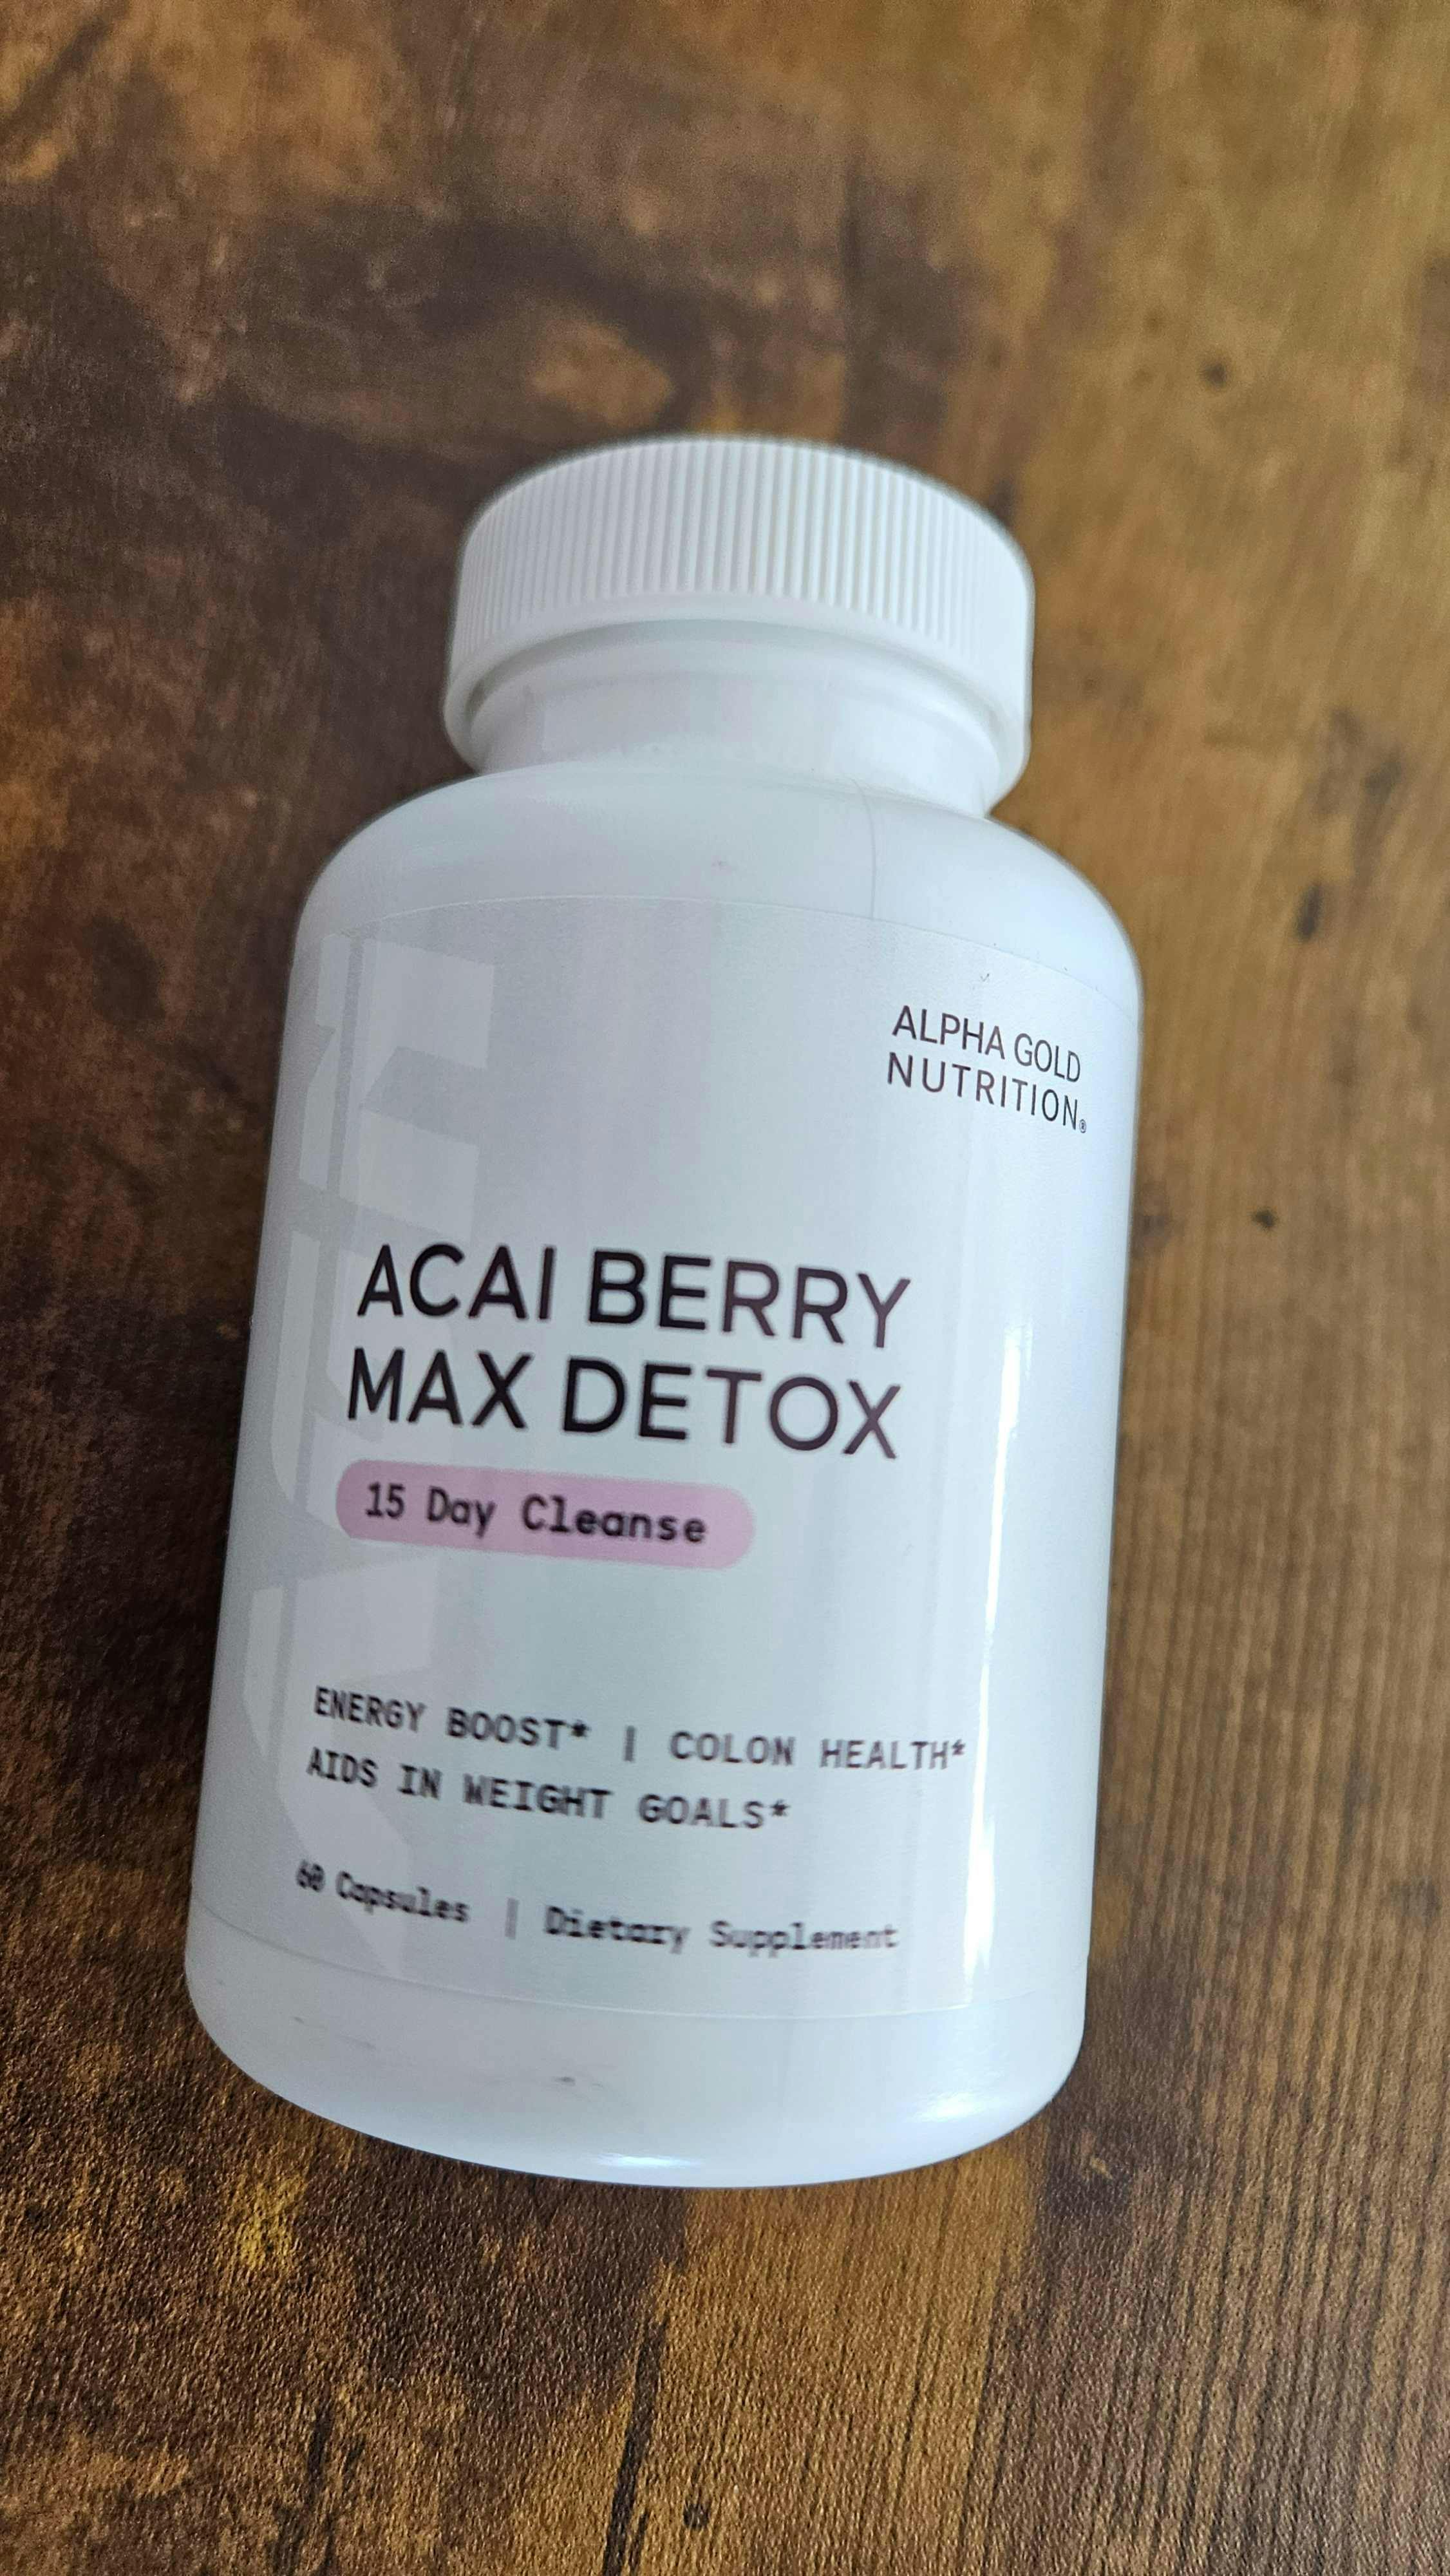 ALPHA GOLD
NUTRITION®
ACAI BERRY
MAX DETOX
15 Day Cleanse
ENERGY BOOST* | COLON HEALTH*
AIDS IN WEIGHT GOALS*
60 Capsules | Dietary Supplement